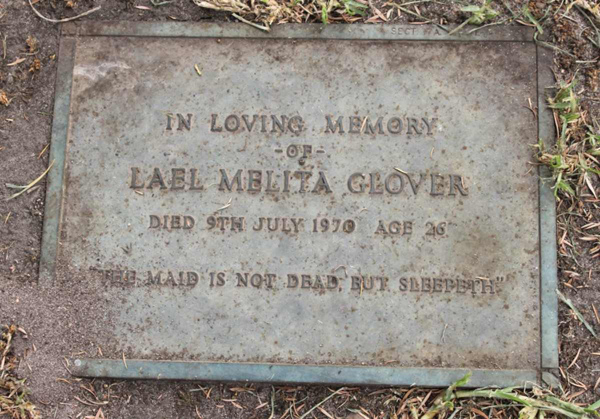 SECT
IN LOVING MEMORY
-OF-
LAEL MELITA GLOVER
DIED 9TH JULY 1970 AGE 26
"THE MAID IS NOT DEAD, BUT SLEEPETH"